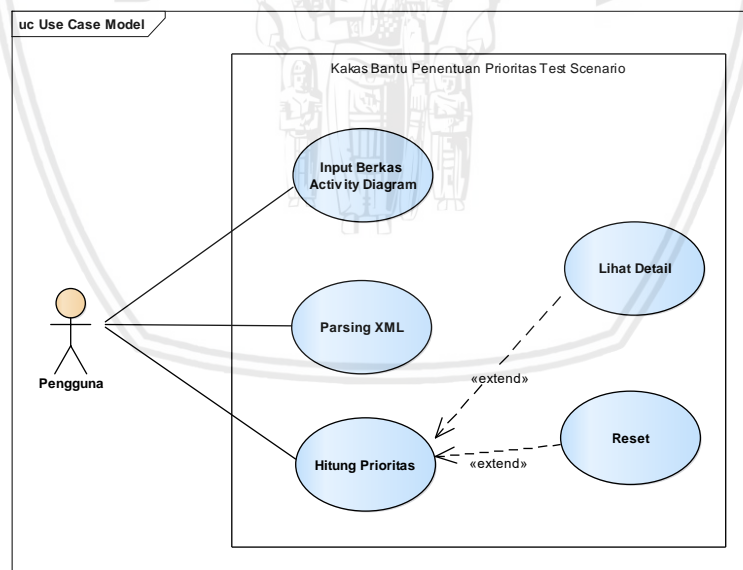 uc Use Case Model
Kakas Bantu Penentuan Prioritas Test Scenario
Input Berkas
Activity Diagram
Lihat Detail
Parsing XML
Pengguna
«extend»
Reset
Hitung Prioritas
«extend»